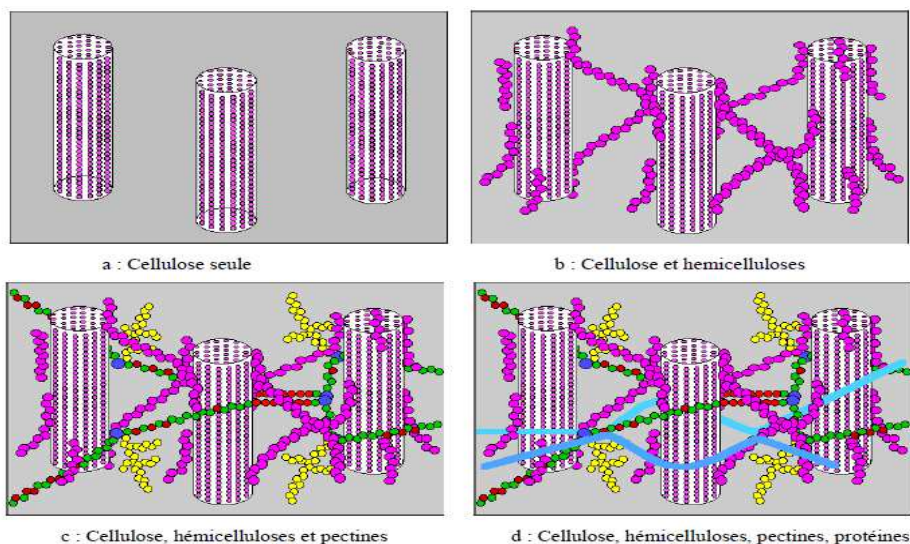 a : Cellulose seule
b : Cellulose et hemicelluloses
c : Cellulose, hémicelluloses et pectines
d : Cellulose, hémicelluloses, pectines, protéines